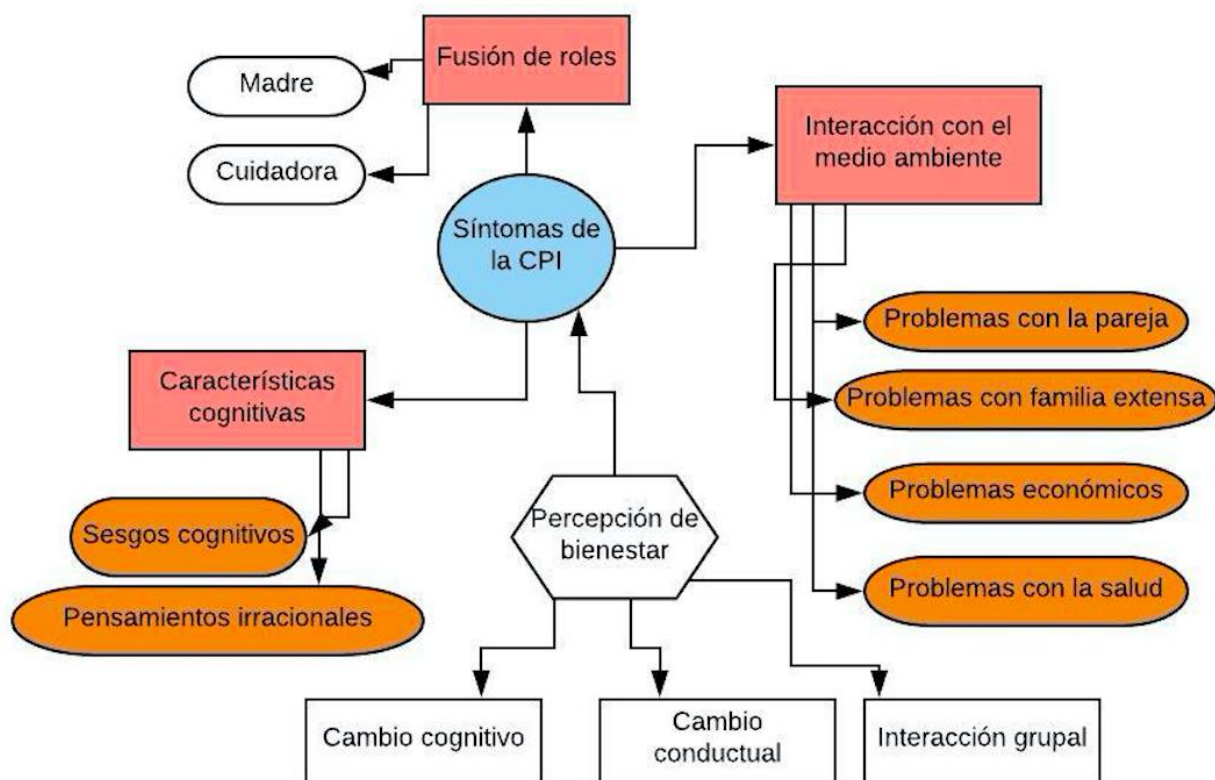 Fusión de roles
Madre
Cuidadora
Interacción con el
medio ambiente
Síntomas de
la CPI
Problemas con la pareja
Problemas con familia extensa
Problemas económicos
Problemas con la salud
Características
cognitivas
Sesgos cognitivos
Pensamientos irracionales
Percepción de
bienestar
Cambio cognitivo
Cambio
conductual
Interacción grupal